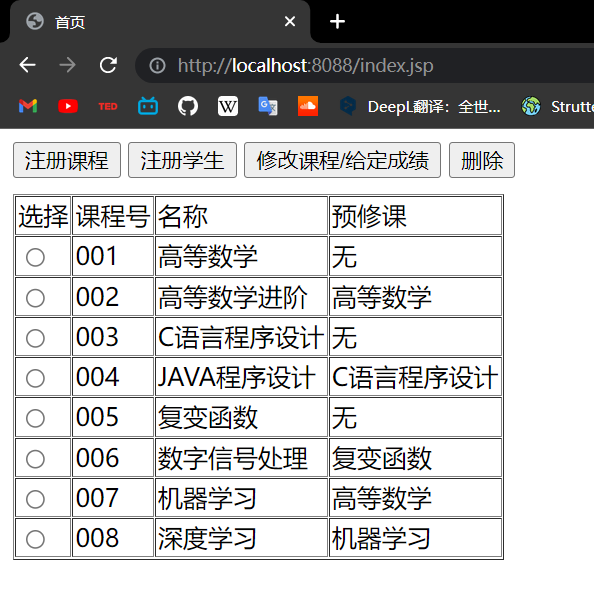 首页
http://localhost:8088/index.jsp
TED W DeepL翻译：全世... Strutte
注册课程 注册学生 修改课程/给定成绩 删除
选择 课程号 名称 预修课
001 高等数学 无
002 高等数学进阶 高等数学
003 C语言程序设计 无
004 JAVA程序设计 C语言程序设计
005 复变函数 无
006 数字信号处理 复变函数
007 机器学习 高等数学
008 深度学习 机器学习